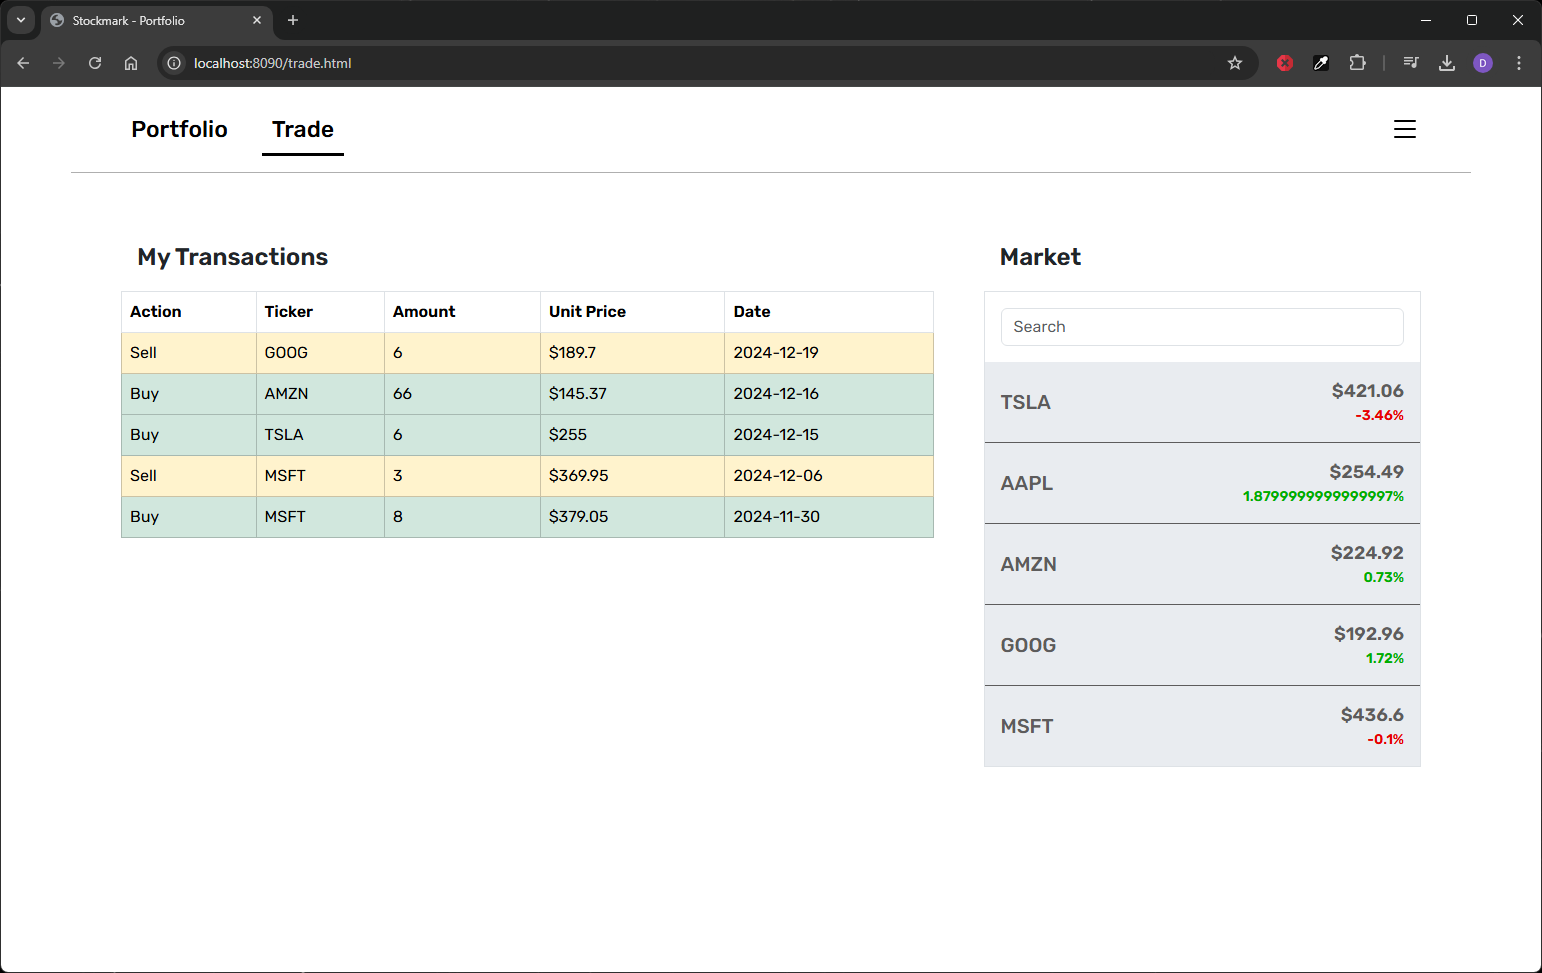 Stockmark - Portfolio
localhost:8090/trade.html
D
Portfolio Trade
My Transactions
Action Ticker Amount Unit Price Date
Sell GOOG 6 $189.7 2024-12-19
Buy AMZN 66 $145.37 2024-12-16
Buy TSLA 6 $255 2024-12-15
Sell MSFT 3 $369.95 2024-12-06
Buy MSFT 8 $379.05 2024-11-30
Market
Search
TSLA $421.06
-3.46%
AAPL $254.49
1.8799999999999997%
AMZN $224.92
0.73%
GOOG $192.96
1.72%
MSFT $436.6
-0.1%